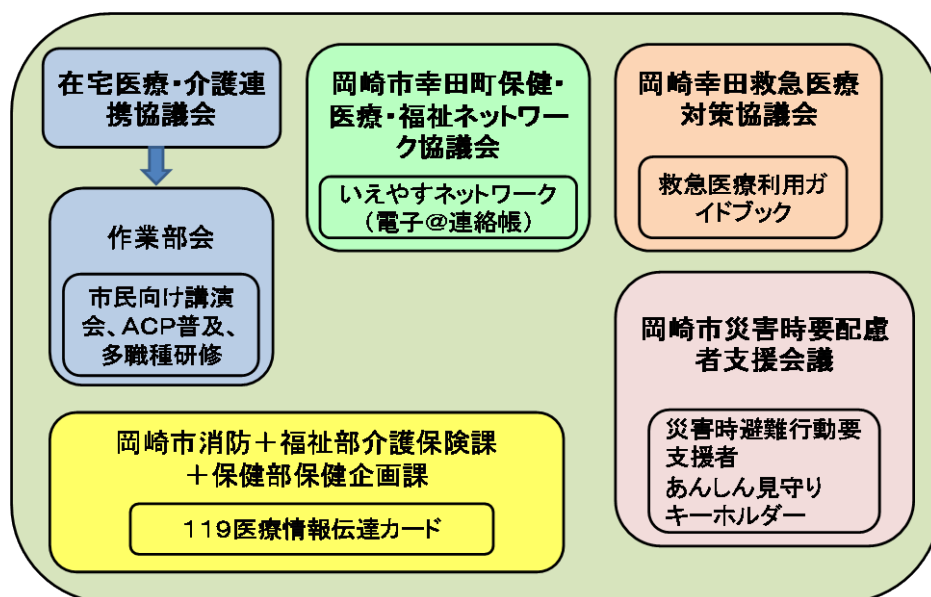 在宅医療・介護連
携協議会
作業部会
市民向け講演
会、ACP普及、
多職種研修
岡崎市幸田町保健・
医療・福祉ネットワー
ク協議会
いえやすネットワーク
（電子＠連絡帳）
岡崎幸田救急医療
対策協議会
救急医療利用ガ
イドブック
岡崎市災害時要配慮
者支援会議
災害時避難行動要
支援者
あんしん見守り
キーホルダー
岡崎市消防＋福祉部介護保険課
＋保健部保健企画課
119医療情報伝達カード